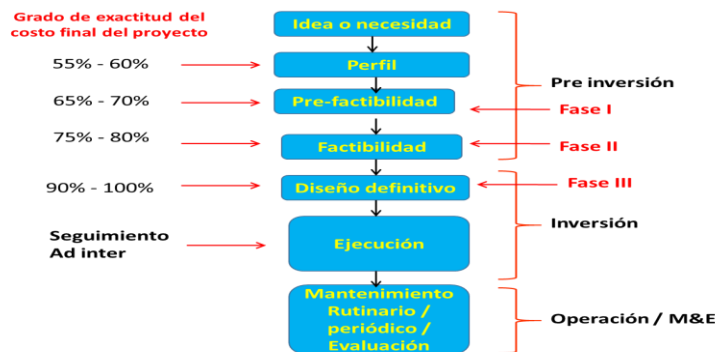 Grado de exactitud del
costo final del proyecto
Idea o necesidad
55% - 60%
Perfil
Pre inversión
65% - 70%
Pre-factibilidad
Fase I
75% - 80%
Factibilidad
Fase II
90% - 100%
Diseño definitivo
Fase III
Seguimiento
Ad inter
Ejecución
Inversión
Mantenimiento
Rutinario /
periódico /
Evaluación
Operación / M&E